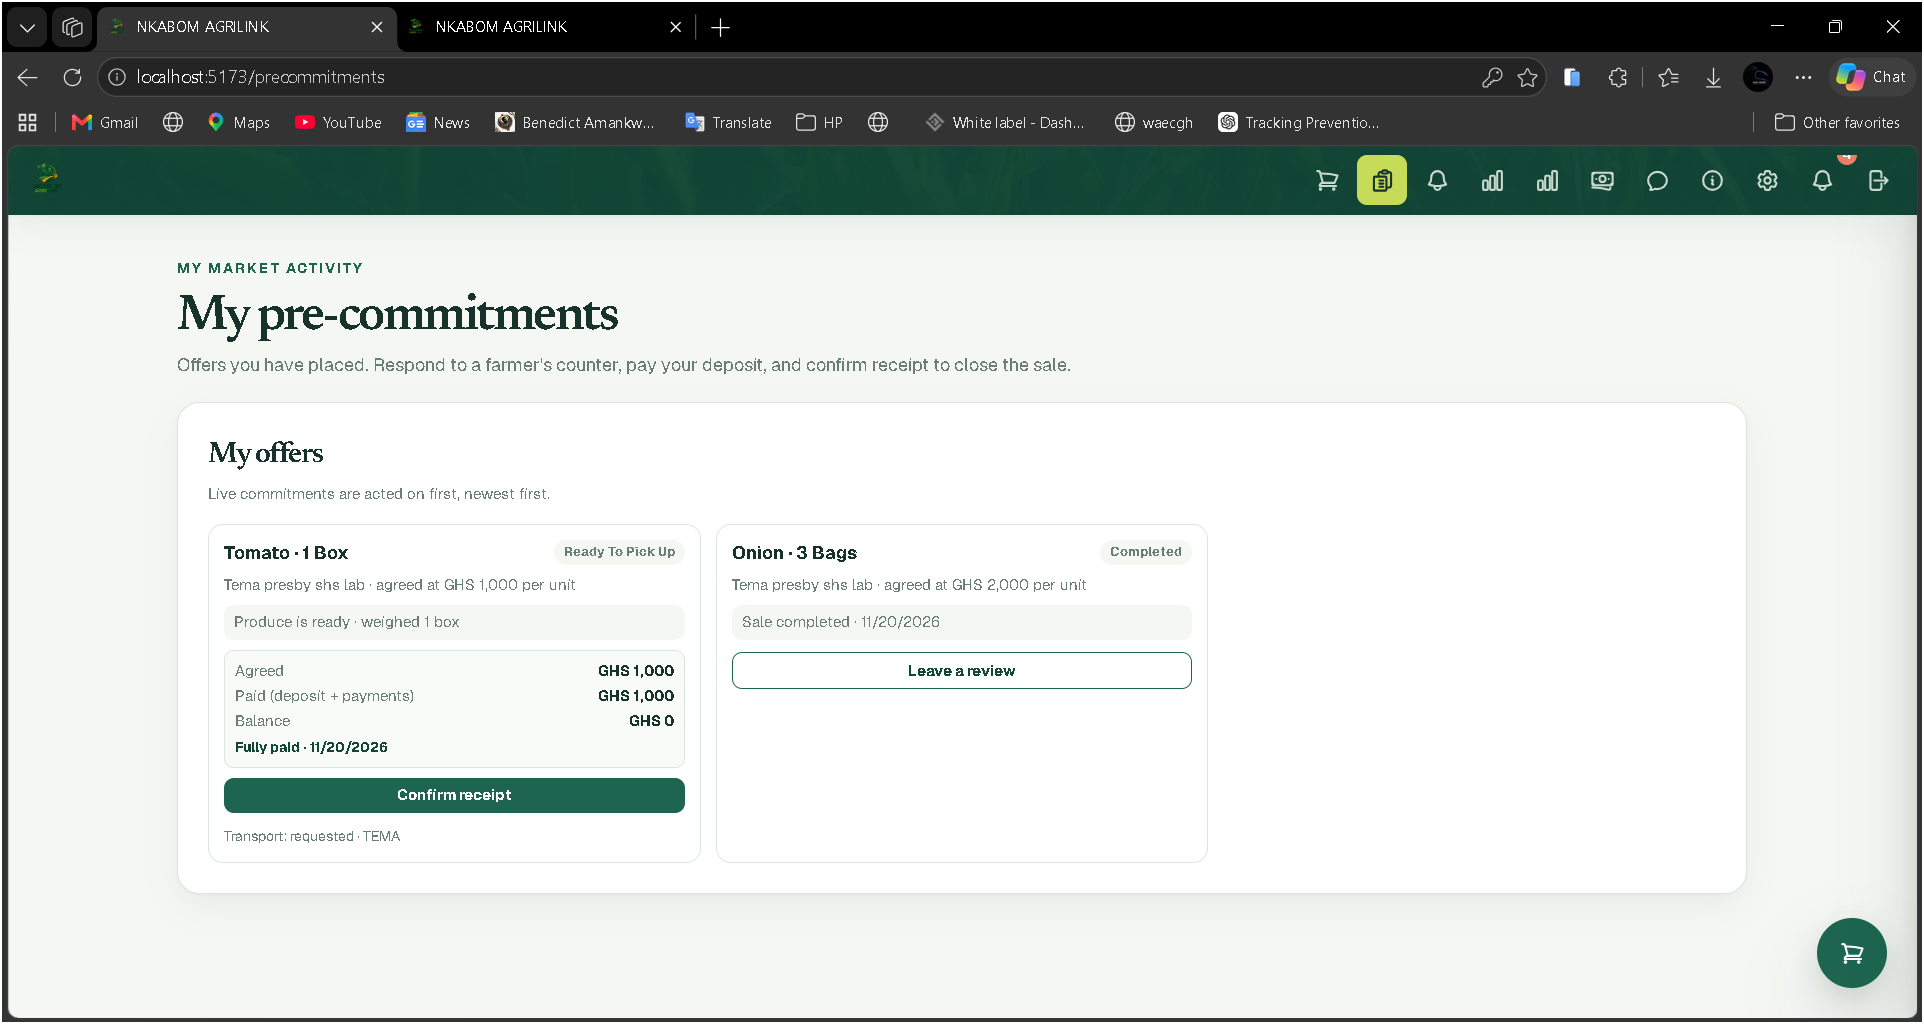 NKABOM AGRILINK
NKABOM AGRILINK
localhost:5173/precommitments
Chat
Gmail
Maps
YouTube
News
Benedict Amankw...
Translate
HP
White label - Dash...
waecgh
Tracking Preventio...
Other favorites
MY MARKET ACTIVITY
My pre-commitments
Offers you have placed. Respond to a farmer's counter, pay your deposit, and confirm receipt to close the sale.
My offers
Live commitments are acted on first, newest first.
Tomato · 1 Box
Ready To Pick Up
Tema presby shs lab · agreed at GHS 1,000 per unit
Produce is ready · weighed 1 box
Agreed GHS 1,000
Paid (deposit + payments) GHS 1,000
Balance GHS 0
Fully paid · 11/20/2026
Confirm receipt
Transport: requested · TEMA
Onion · 3 Bags
Completed
Tema presby shs lab · agreed at GHS 2,000 per unit
Sale completed · 11/20/2026
Leave a review